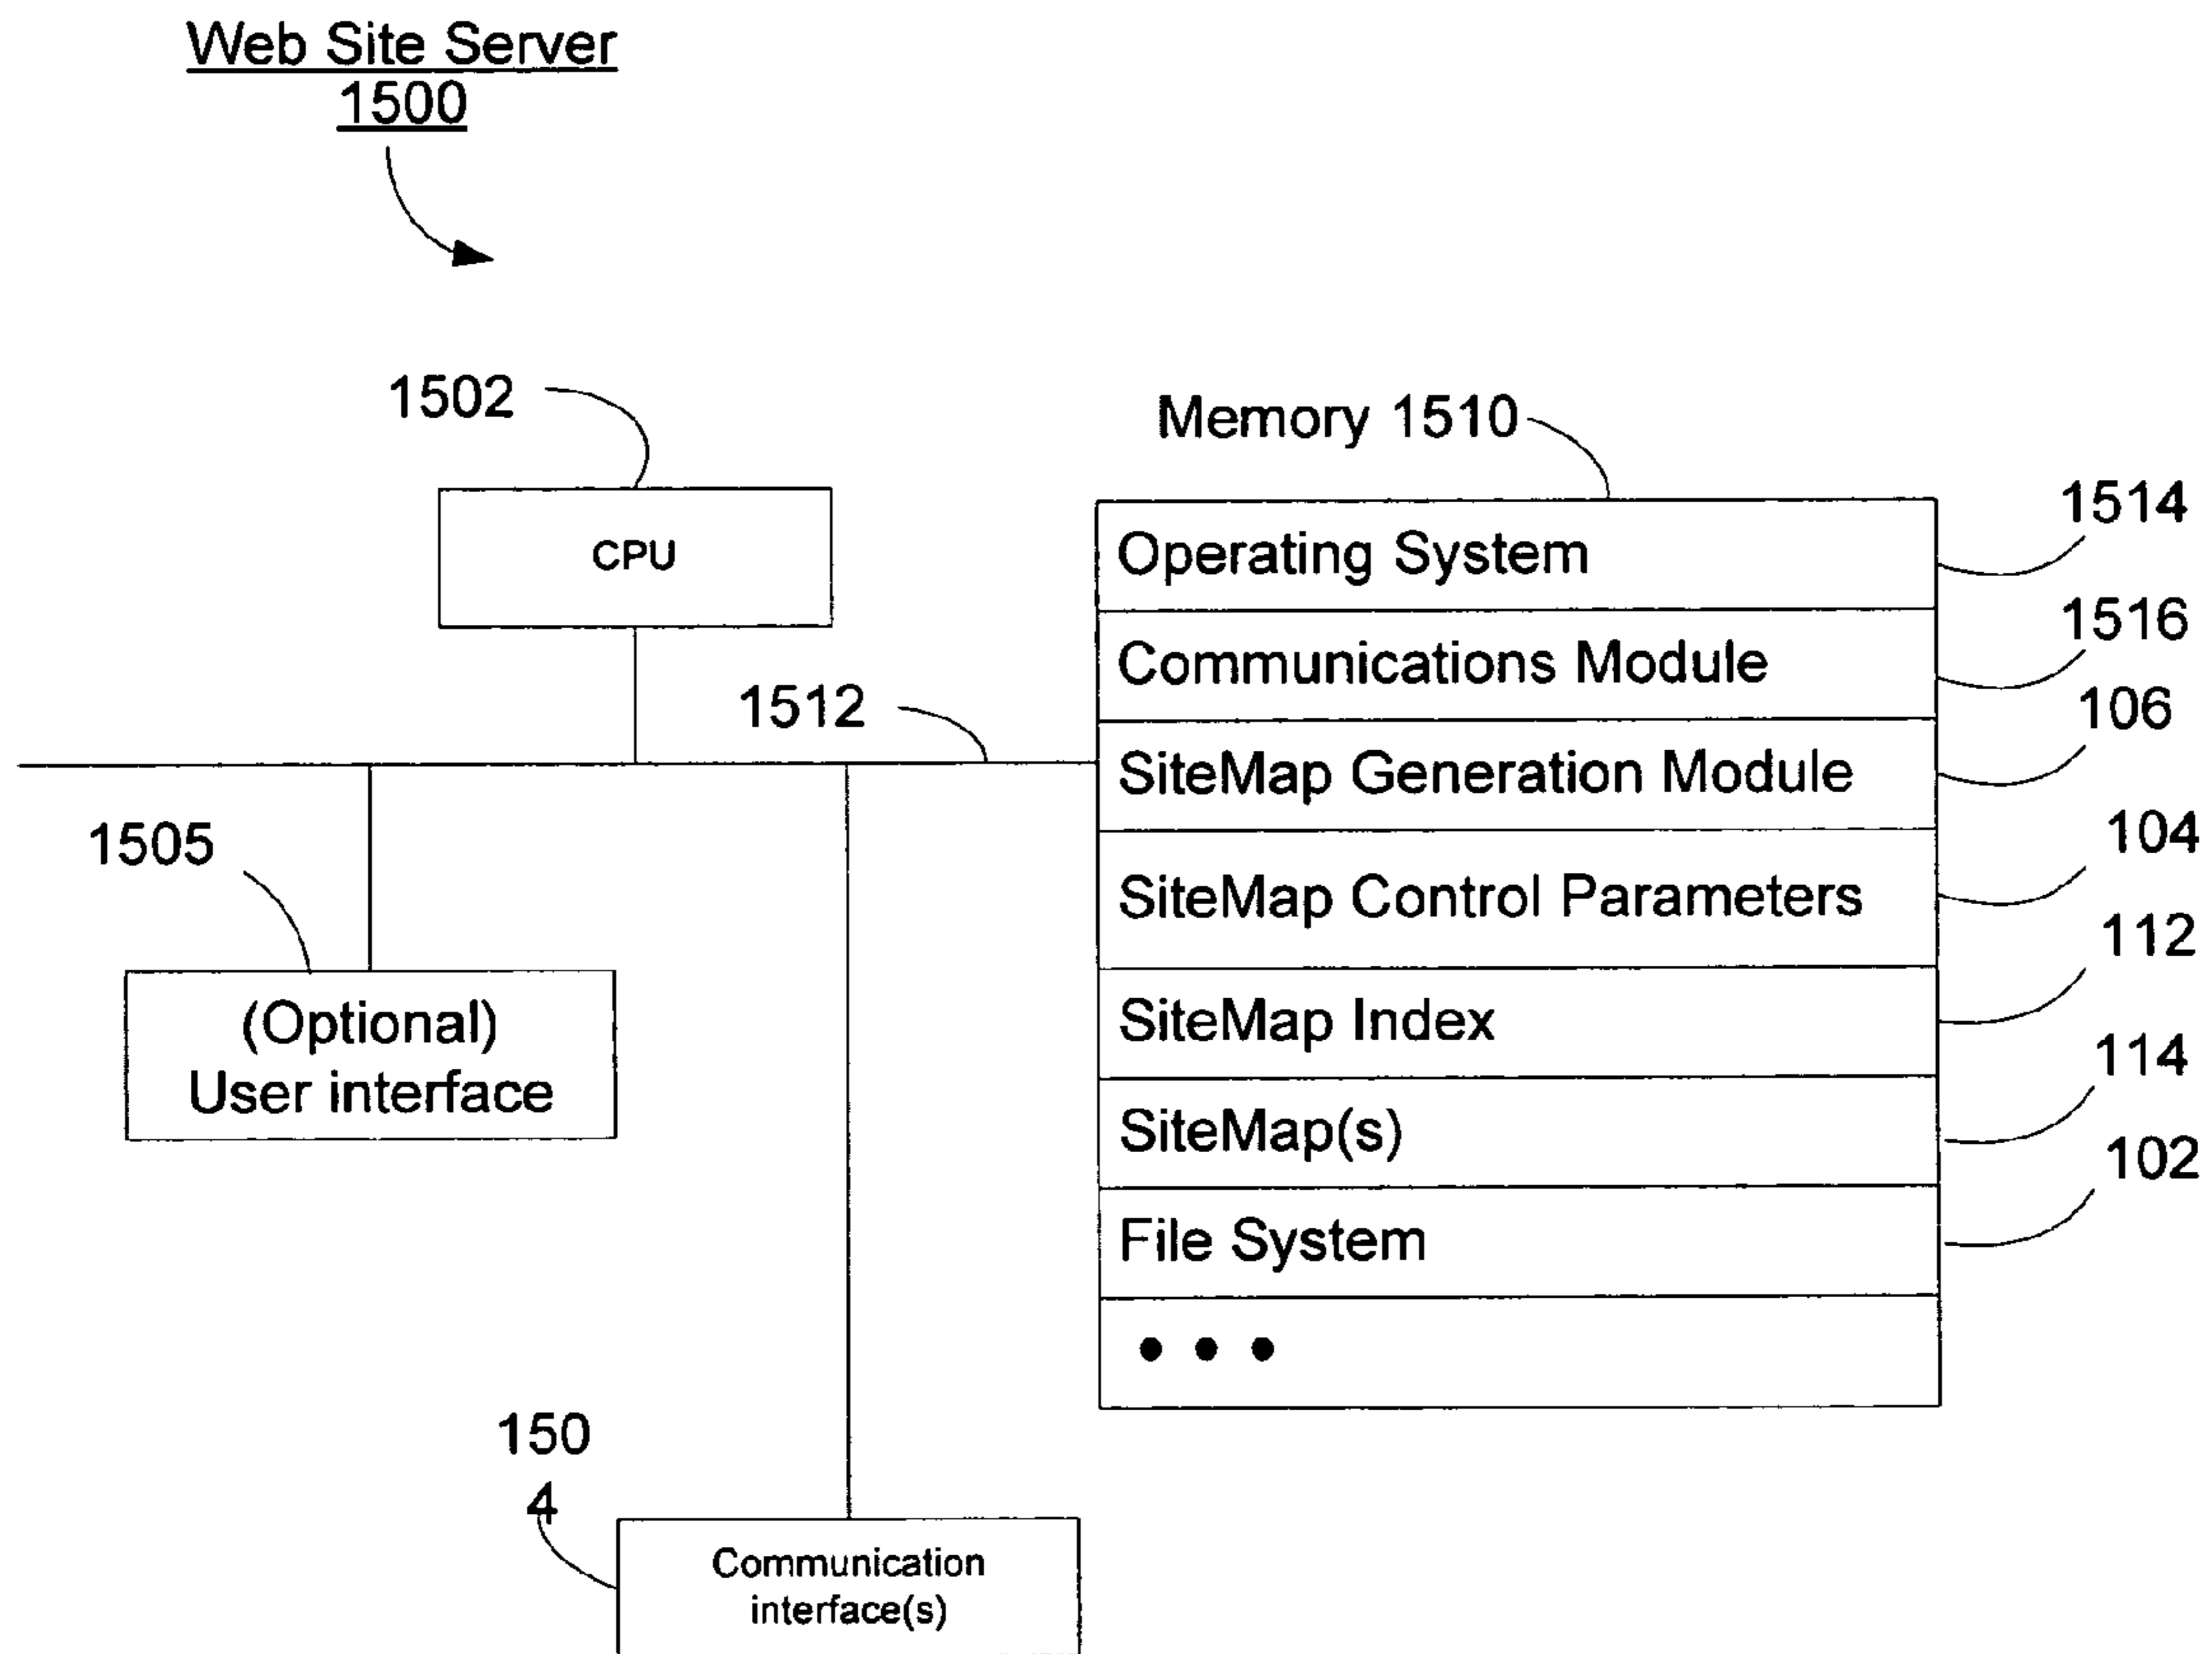 Web Site Server
1500
1502
CPU
Memory 1510
1514
Operating System
1516
Communications Module
1512
106
SiteMap Generation Module
104
SiteMap Control Parameters
1505
112
SiteMap Index
(Optional)
User interface
114
SiteMap(s)
102
File System
• • •
150
4
Communication
interface(s)